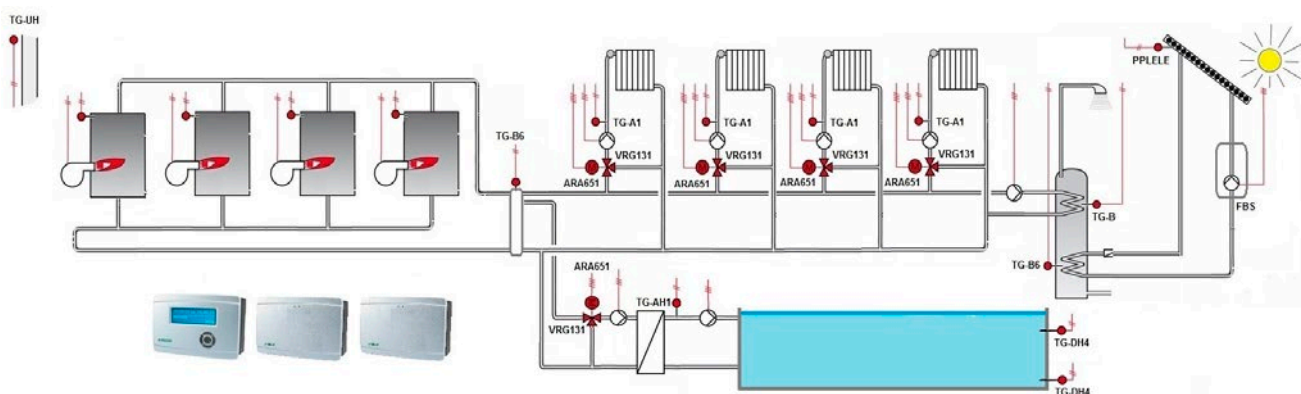 TG-UH
TG-B6
TG-A1
VRG131
ARA651
TG-A1
VRG131
ARA651
TG-A1
VRG131
ARA651
TG-A1
VRG131
ARA651
PPLELE
FBS
TG-B
TG-B6
ARA651
VRG131
TG-AH1
TG-DH4
TG-DH4